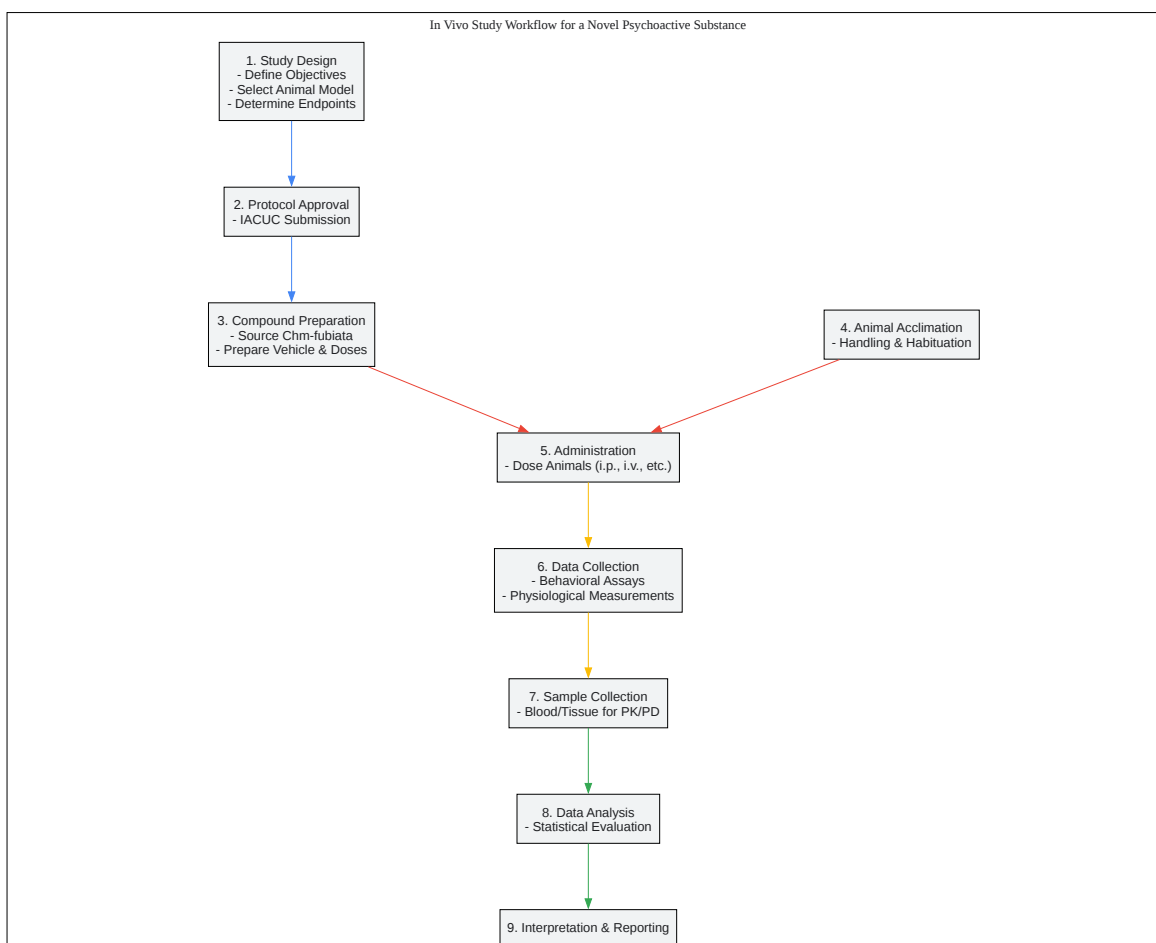 In Vivo Study Workflow for a Novel Psychoactive Substance
1. Study Design
- Define Objectives
- Select Animal Model
- Determine Endpoints
2. Protocol Approval
- IACUC Submission
3. Compound Preparation
- Source Chm-fubiata
- Prepare Vehicle & Doses
4. Animal Acclimation
- Handling & Habituation
5. Administration
- Dose Animals (i.p., i.v., etc.)
6. Data Collection
- Behavioral Assays
- Physiological Measurements
7. Sample Collection
- Blood/Tissue for PK/PD
8. Data Analysis
- Statistical Evaluation
9. Interpretation & Reporting